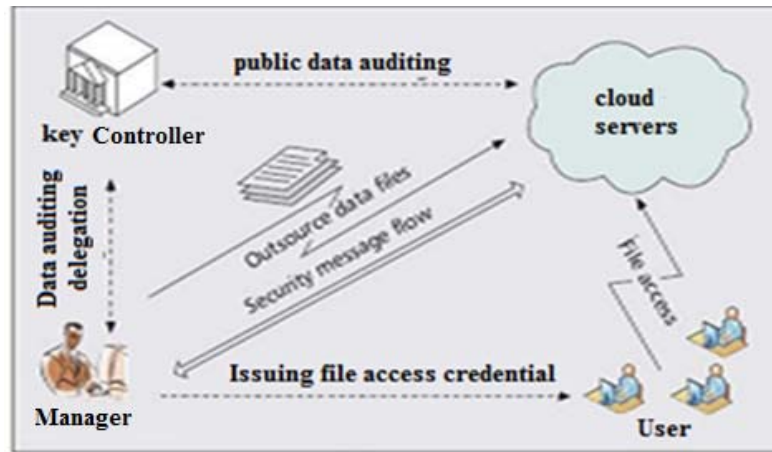 public data auditing
cloud
servers
key Controller
Data auditing
delegation
Outsource data files
Security message flow
File access
Issuing file access credential
Manager
User